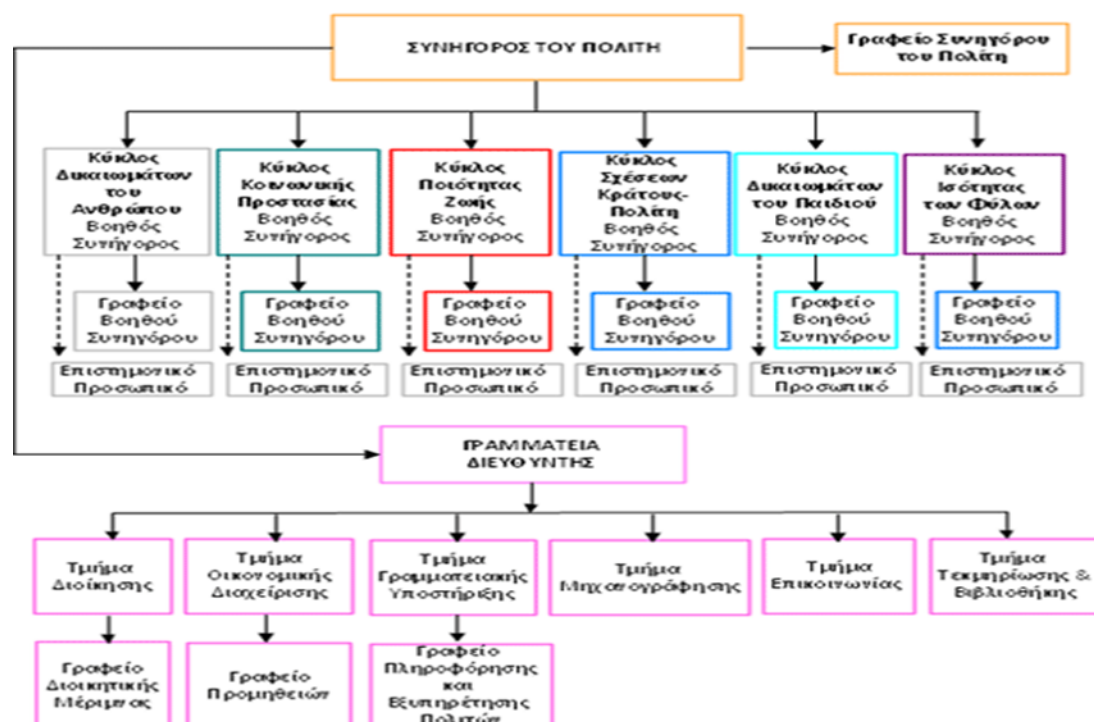 ΣΥΝΗΓΟΡΟΣ ΤΟΥ ΠΟΛΙΤΗ
Γραφείο Συνηγόρου
του Πολίτη
Κύκλος
Δικαιωμάτων
του
Ανθρώπου
Βοηθός
Συνήγορος
Κύκλος
Κοινωνικής
Προστασίας
Βοηθός
Συνήγορος
Κύκλος
Ποιότητας
Ζωής
Βοηθός
Συνήγορος
Κύκλος
Σχέσεων
Κράτους-
Πολίτη
Βοηθός
Συνήγορος
Κύκλος
Δικαιωμάτων
του Παιδιού
Βοηθός
Συνήγορος
Κύκλος
Ισότητας
των Φύλων
Βοηθός
Συνήγορος
Γραφείο
Βοηθού
Συνηγόρου
Γραφείο
Βοηθού
Συνηγόρου
Γραφείο
Βοηθού
Συνηγόρου
Γραφείο
Βοηθού
Συνηγόρου
Γραφείο
Βοηθού
Συνηγόρου
Γραφείο
Βοηθού
Συνηγόρου
Επιστημονικό
Προσωπικό
Επιστημονικό
Προσωπικό
Επιστημονικό
Προσωπικό
Επιστημονικό
Προσωπικό
Επιστημονικό
Προσωπικό
Επιστημονικό
Προσωπικό
ΓΡΑΜΜΑΤΕΙΑ
ΔΙΕΥΘΥΝΤΗΣ
Τμήμα
Διοίκησης
Τμήμα
Οικονομικής
Διαχείρισης
Τμήμα
Γραμματειακής
Υποστήριξης
Τμήμα
Μηχανογράφησης
Τμήμα
Επικοινωνίας
Τμήμα
Τεκμηρίωσης &
Βιβλιοθήκης
Γραφείο
Διοικητικής
Μέριμνας
Γραφείο
Προμηθειών
Γραφείο
Πληροφόρησης
και
Εξυπηρέτησης
Πολιτών